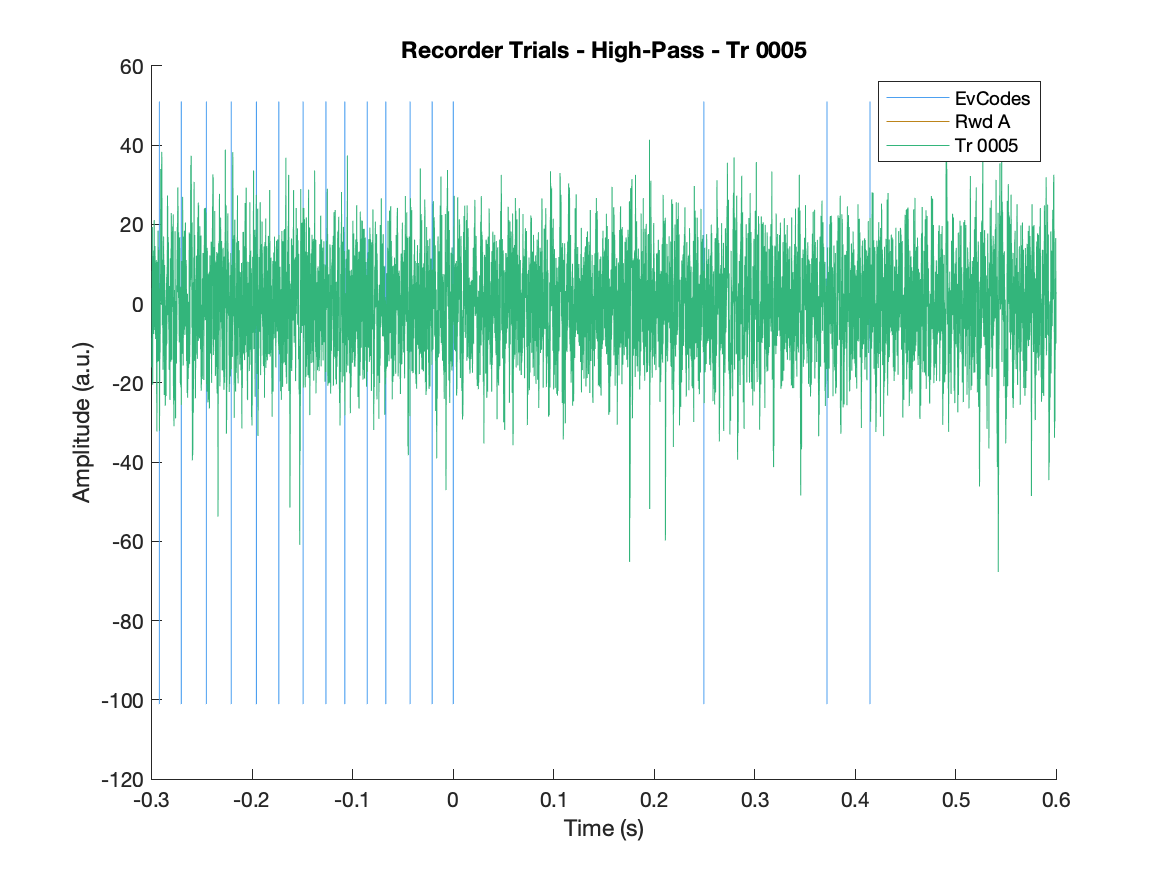 Recorder Trials - High-Pass - Tr 0005
60
40
20
0
-20
-40
-60
-80
-100
-120
Amplitude (a.u.)
EvCodes
Rwd A
Tr 0005
-0.3 -0.2 -0.1 0 0.1 0.2 0.3 0.4 0.5 0.6
Time (s)